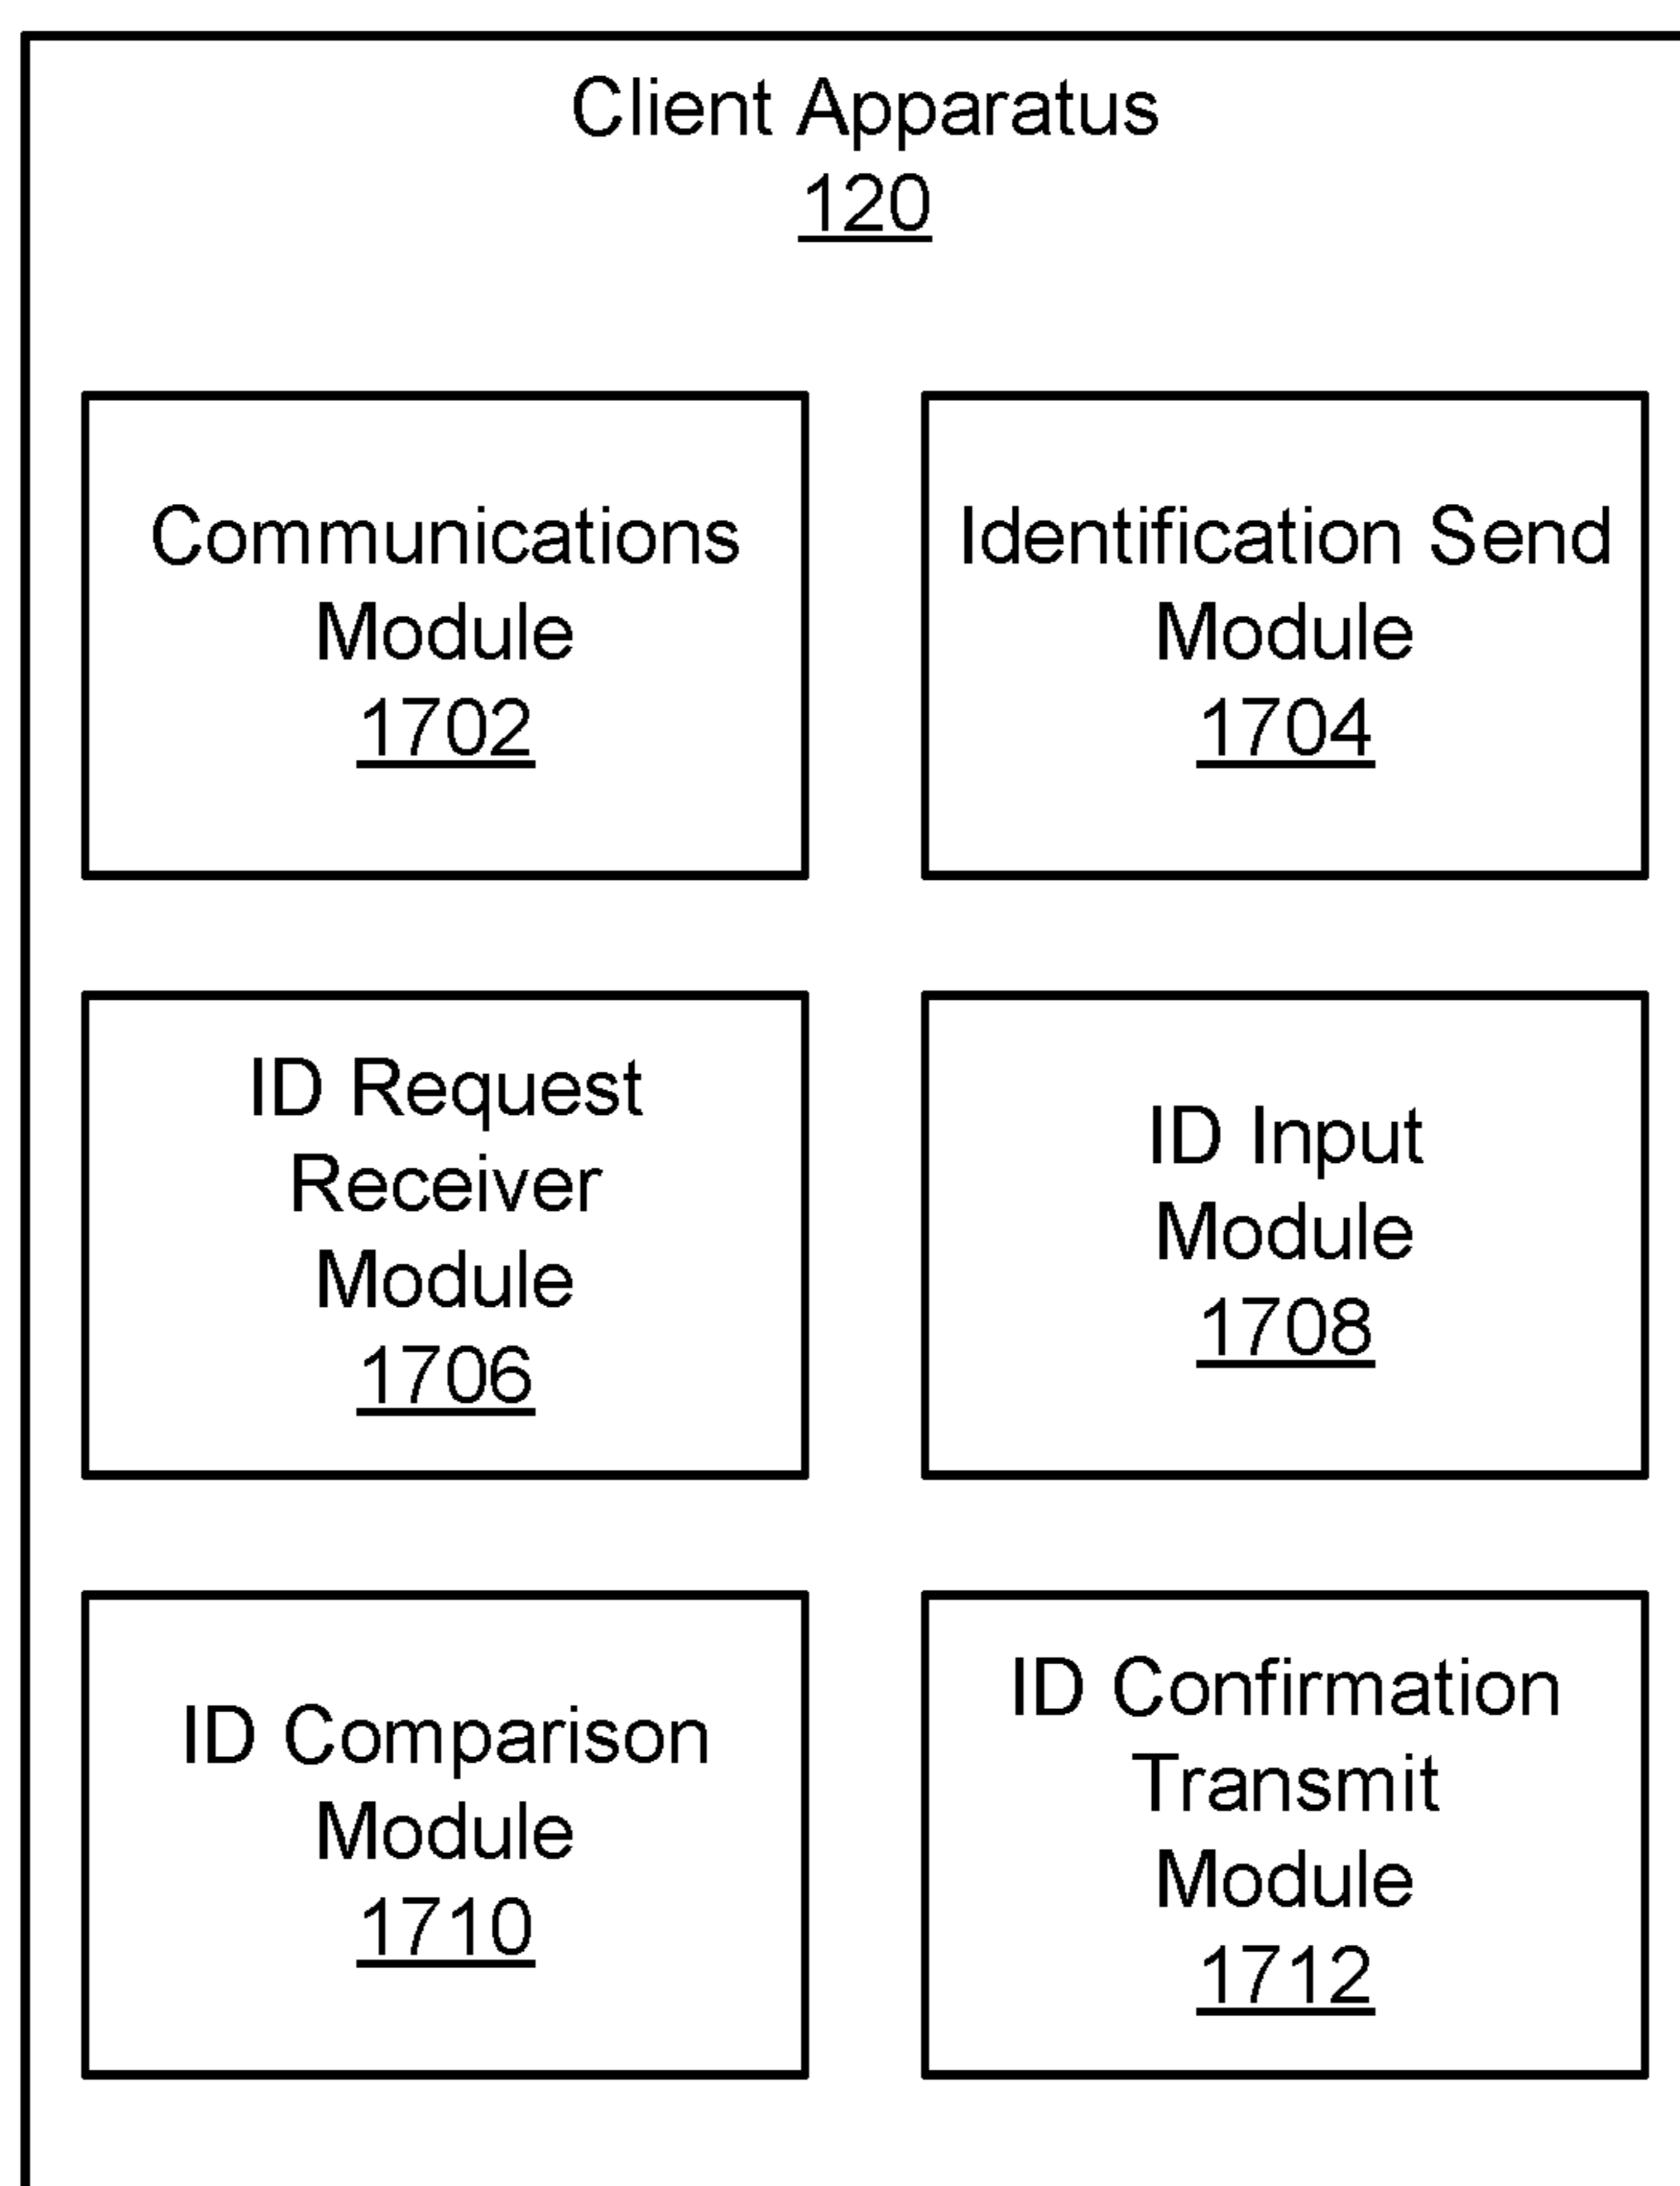 Client Apparatus
120
Communications
Module
1702
Identification Send
Module
1704
ID Request
Receiver
Module
1706
ID Input
Module
1708
ID Comparison
Module
1710
ID Confirmation
Transmit
Module
1712